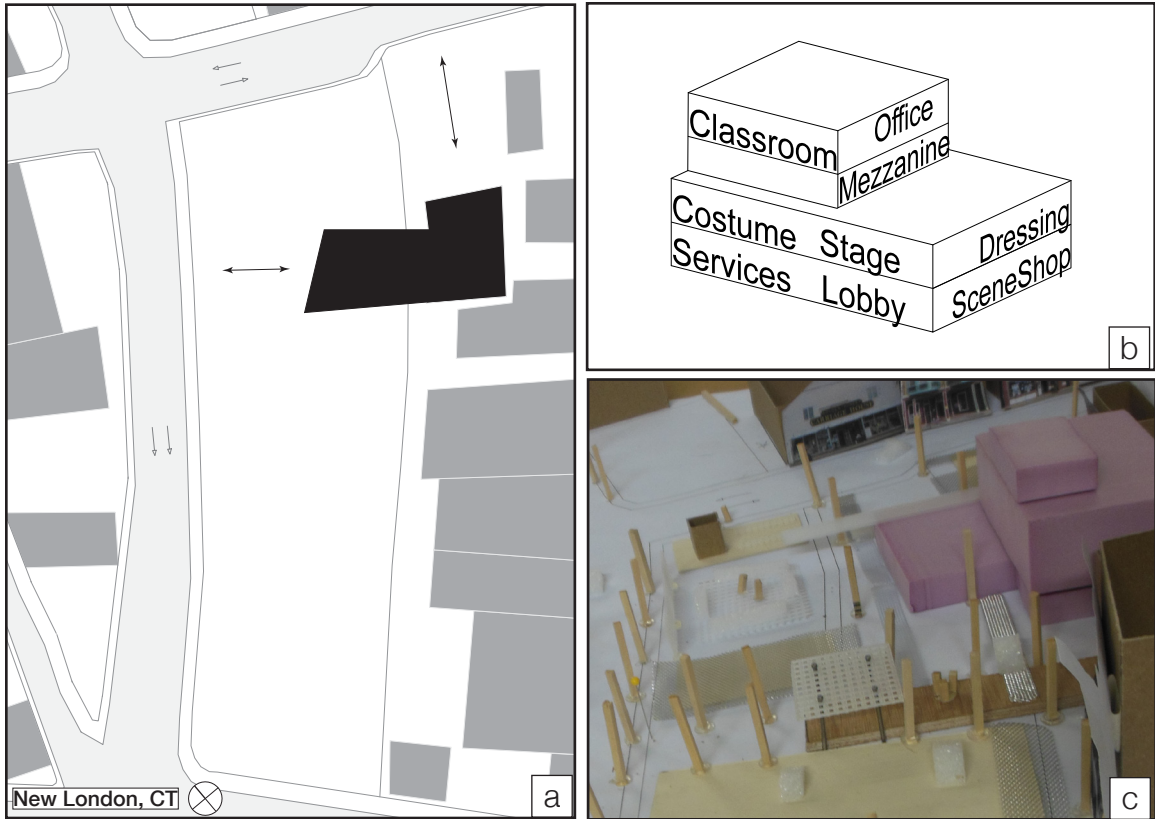 New London, CT
a
Classroom
Office
Mezzanine
Costume Stage
Dressing
Services Lobby
SceneShop
b
c